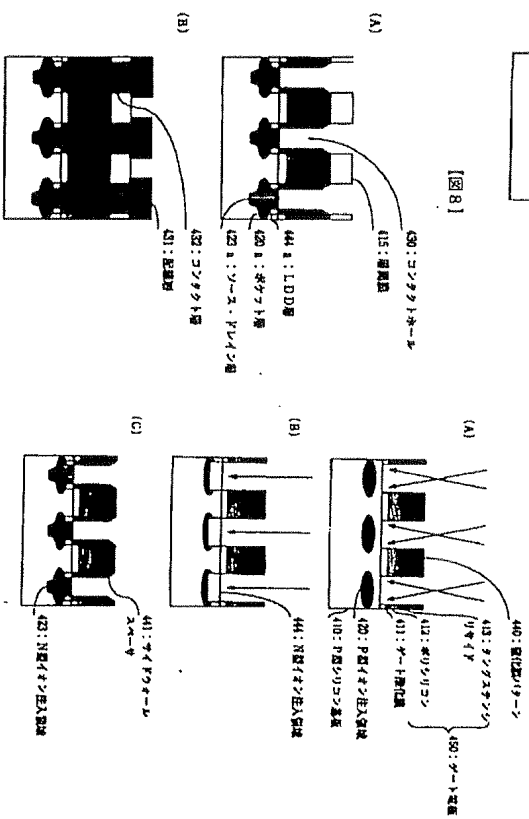 【図8】
(A)
430：コンタクトホール
415：層間膜
444a：LDD層
420a：ポケット層
423a：ソース・ドレイン層
(B)
432：コンタクト層
431：配線層
(A)
440：窒化膜パターン
413：タングステンシリサイド
412：ポリシリコン
411：ゲート酸化膜
450：ゲート電極
420：P型イオン注入領域
410：P型シリコン基板
(B)
444：N型イオン注入領域
(C)
441：サイドウォール
スペーサ
423：N型イオン注入領域